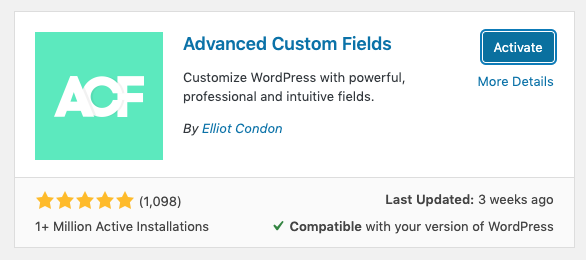 ACF
Advanced Custom Fields
Activate
More Details
Customize WordPress with powerful,
professional and intuitive fields.
By Elliot Condon
(1,098)
Last Updated: 3 weeks ago
1+ Million Active Installations
Compatible with your version of WordPress